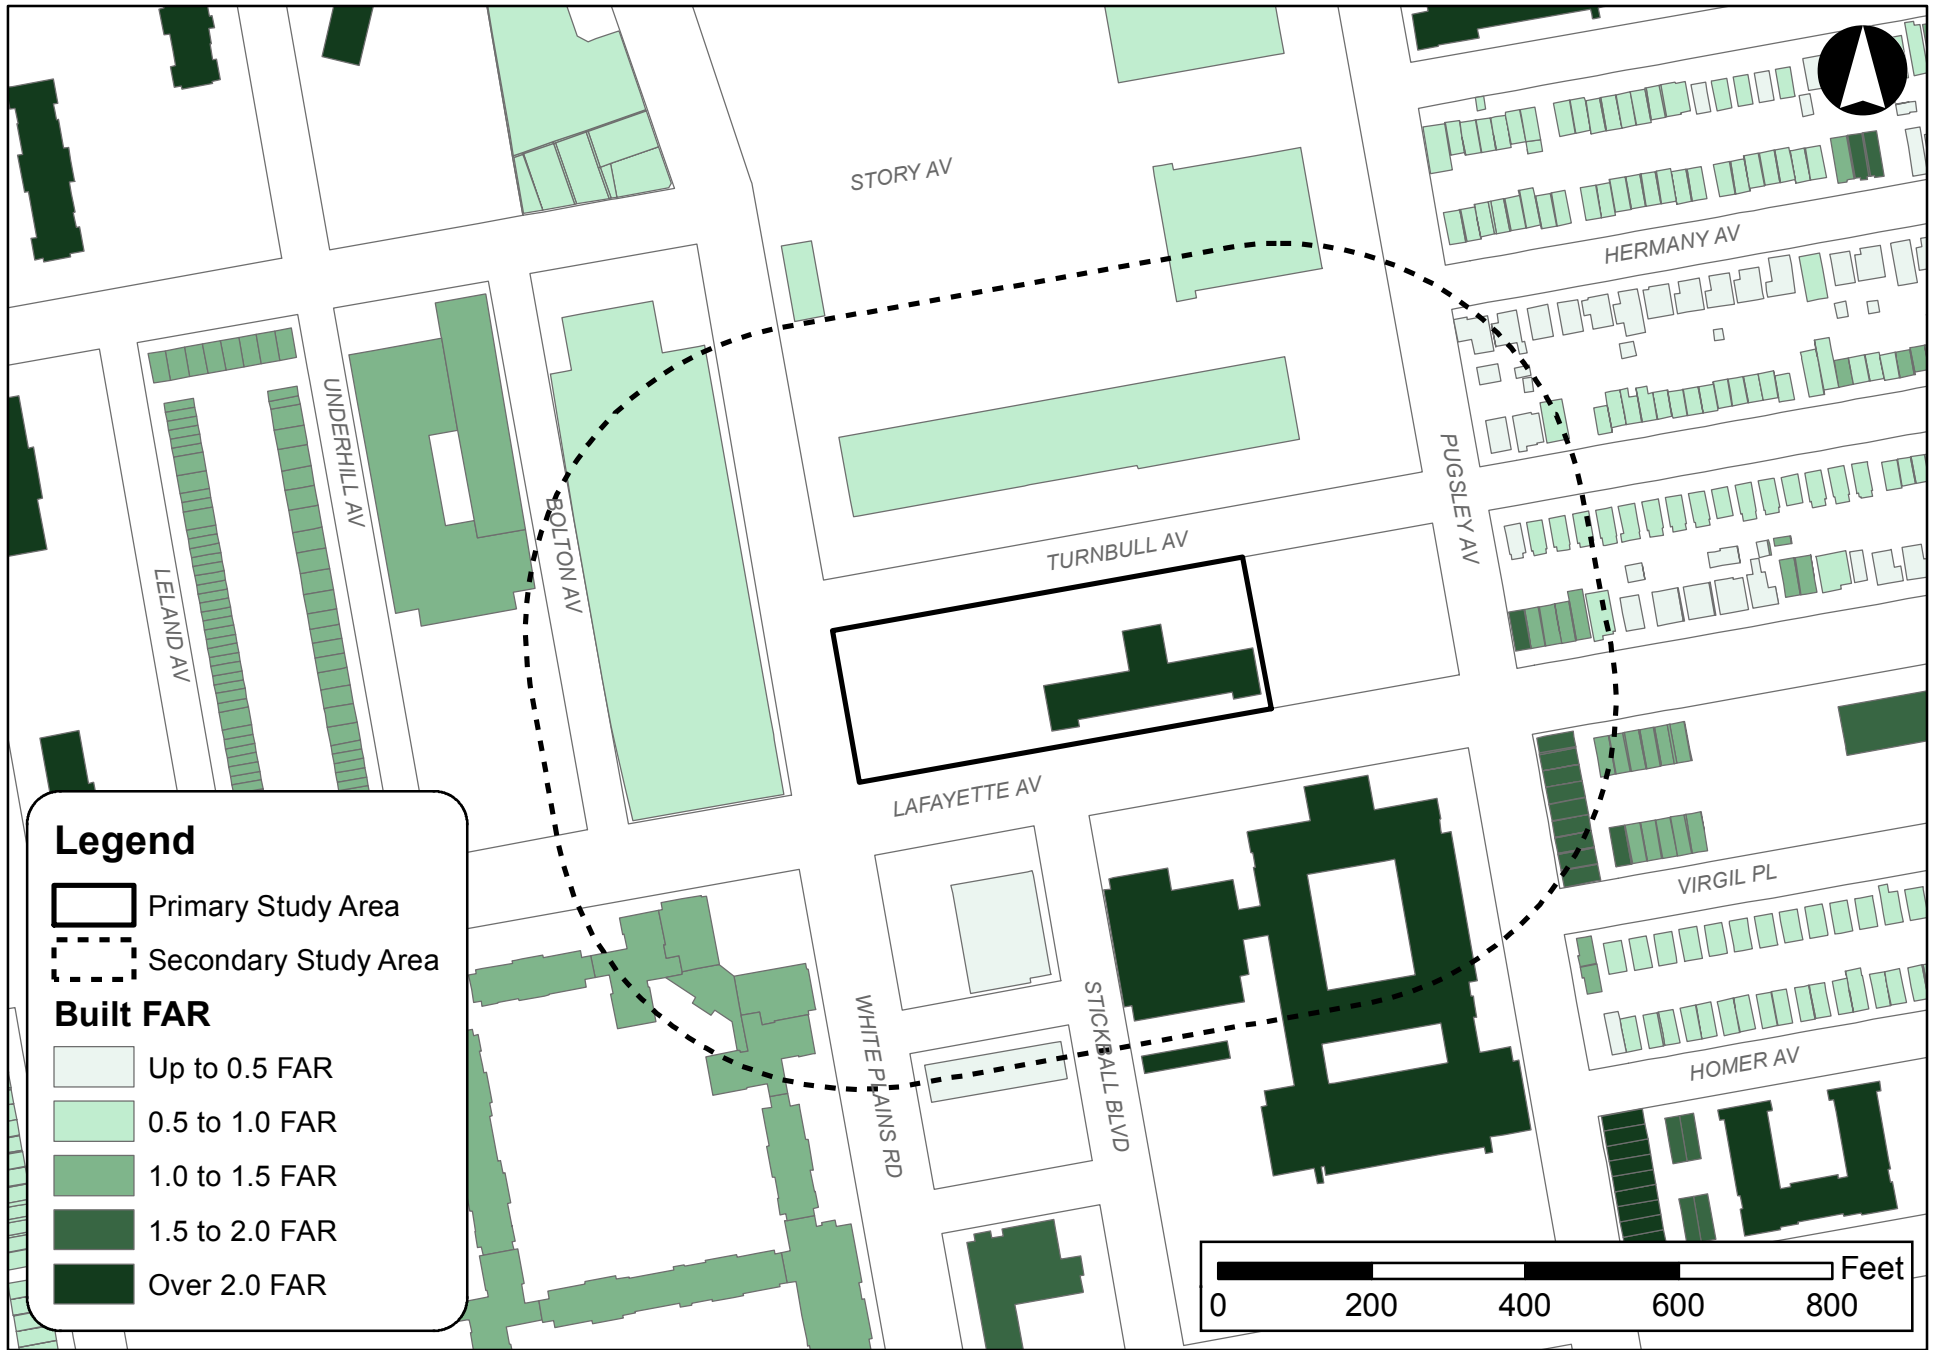 STORY AV
HERMANY AV
UNDERHILL AV
BOLTON AV
PUGSLEY AV
TURNBULL AV
LELAND AV
LAFAYETTE AV
VIRGIL PL
WHITE PLAINS RD
STICKBALL BLVD
HOMER AV
Legend
Primary Study Area
Secondary Study Area
Built FAR
Up to 0.5 FAR
0.5 to 1.0 FAR
1.0 to 1.5 FAR
1.5 to 2.0 FAR
Over 2.0 FAR
Feet
0 200 400 600 800